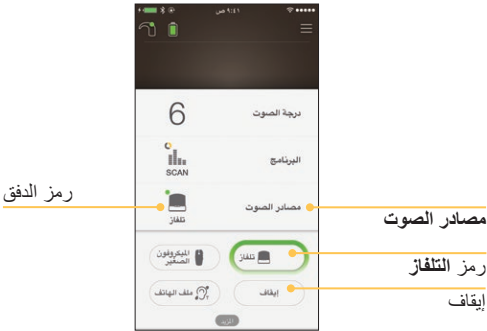 ٩:٤١ ص
درجة الصوت
6
البرنامج
SCAN
مصادر الصوت
تلفاز
تلفاز
الميكروفون
الصغير
إيقاف
ملف الهاتف
المزيد
رمز الدفق
مصادر الصوت
رمز التلفاز
إيقاف